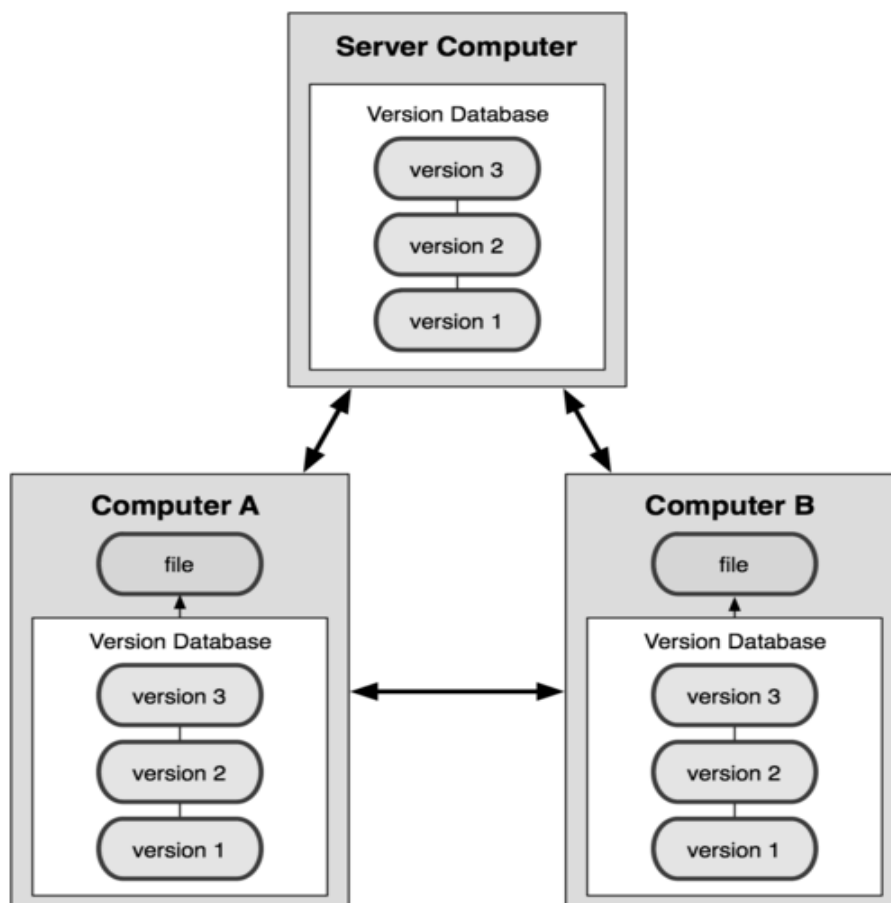 Server Computer
Version Database
version 3
version 2
version 1
Computer A
file
Version Database
version 3
version 2
version 1
Computer B
file
Version Database
version 3
version 2
version 1